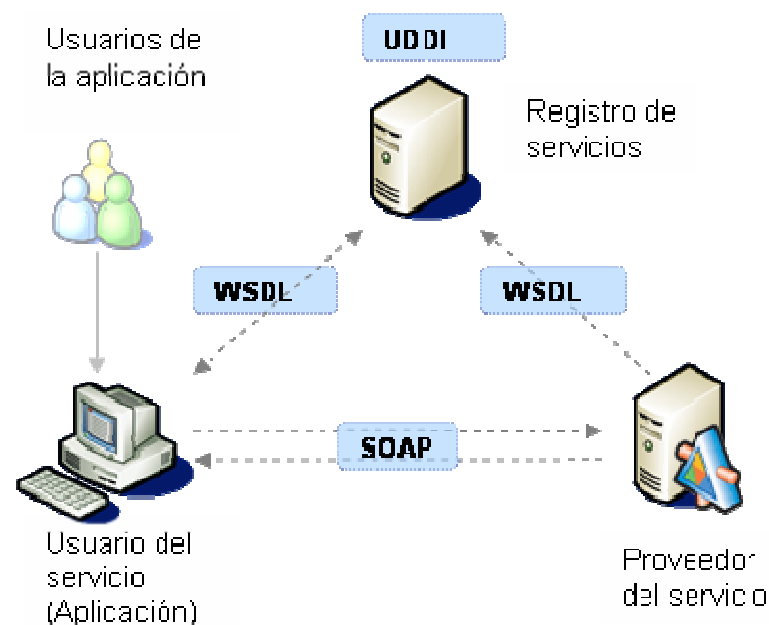 Usuarios de
la aplicación
UDDI
Registro de
servicios
WSDL
WSDL
SOAP
Usuario del
servicio
(Aplicación)
Proveedor
del servicio